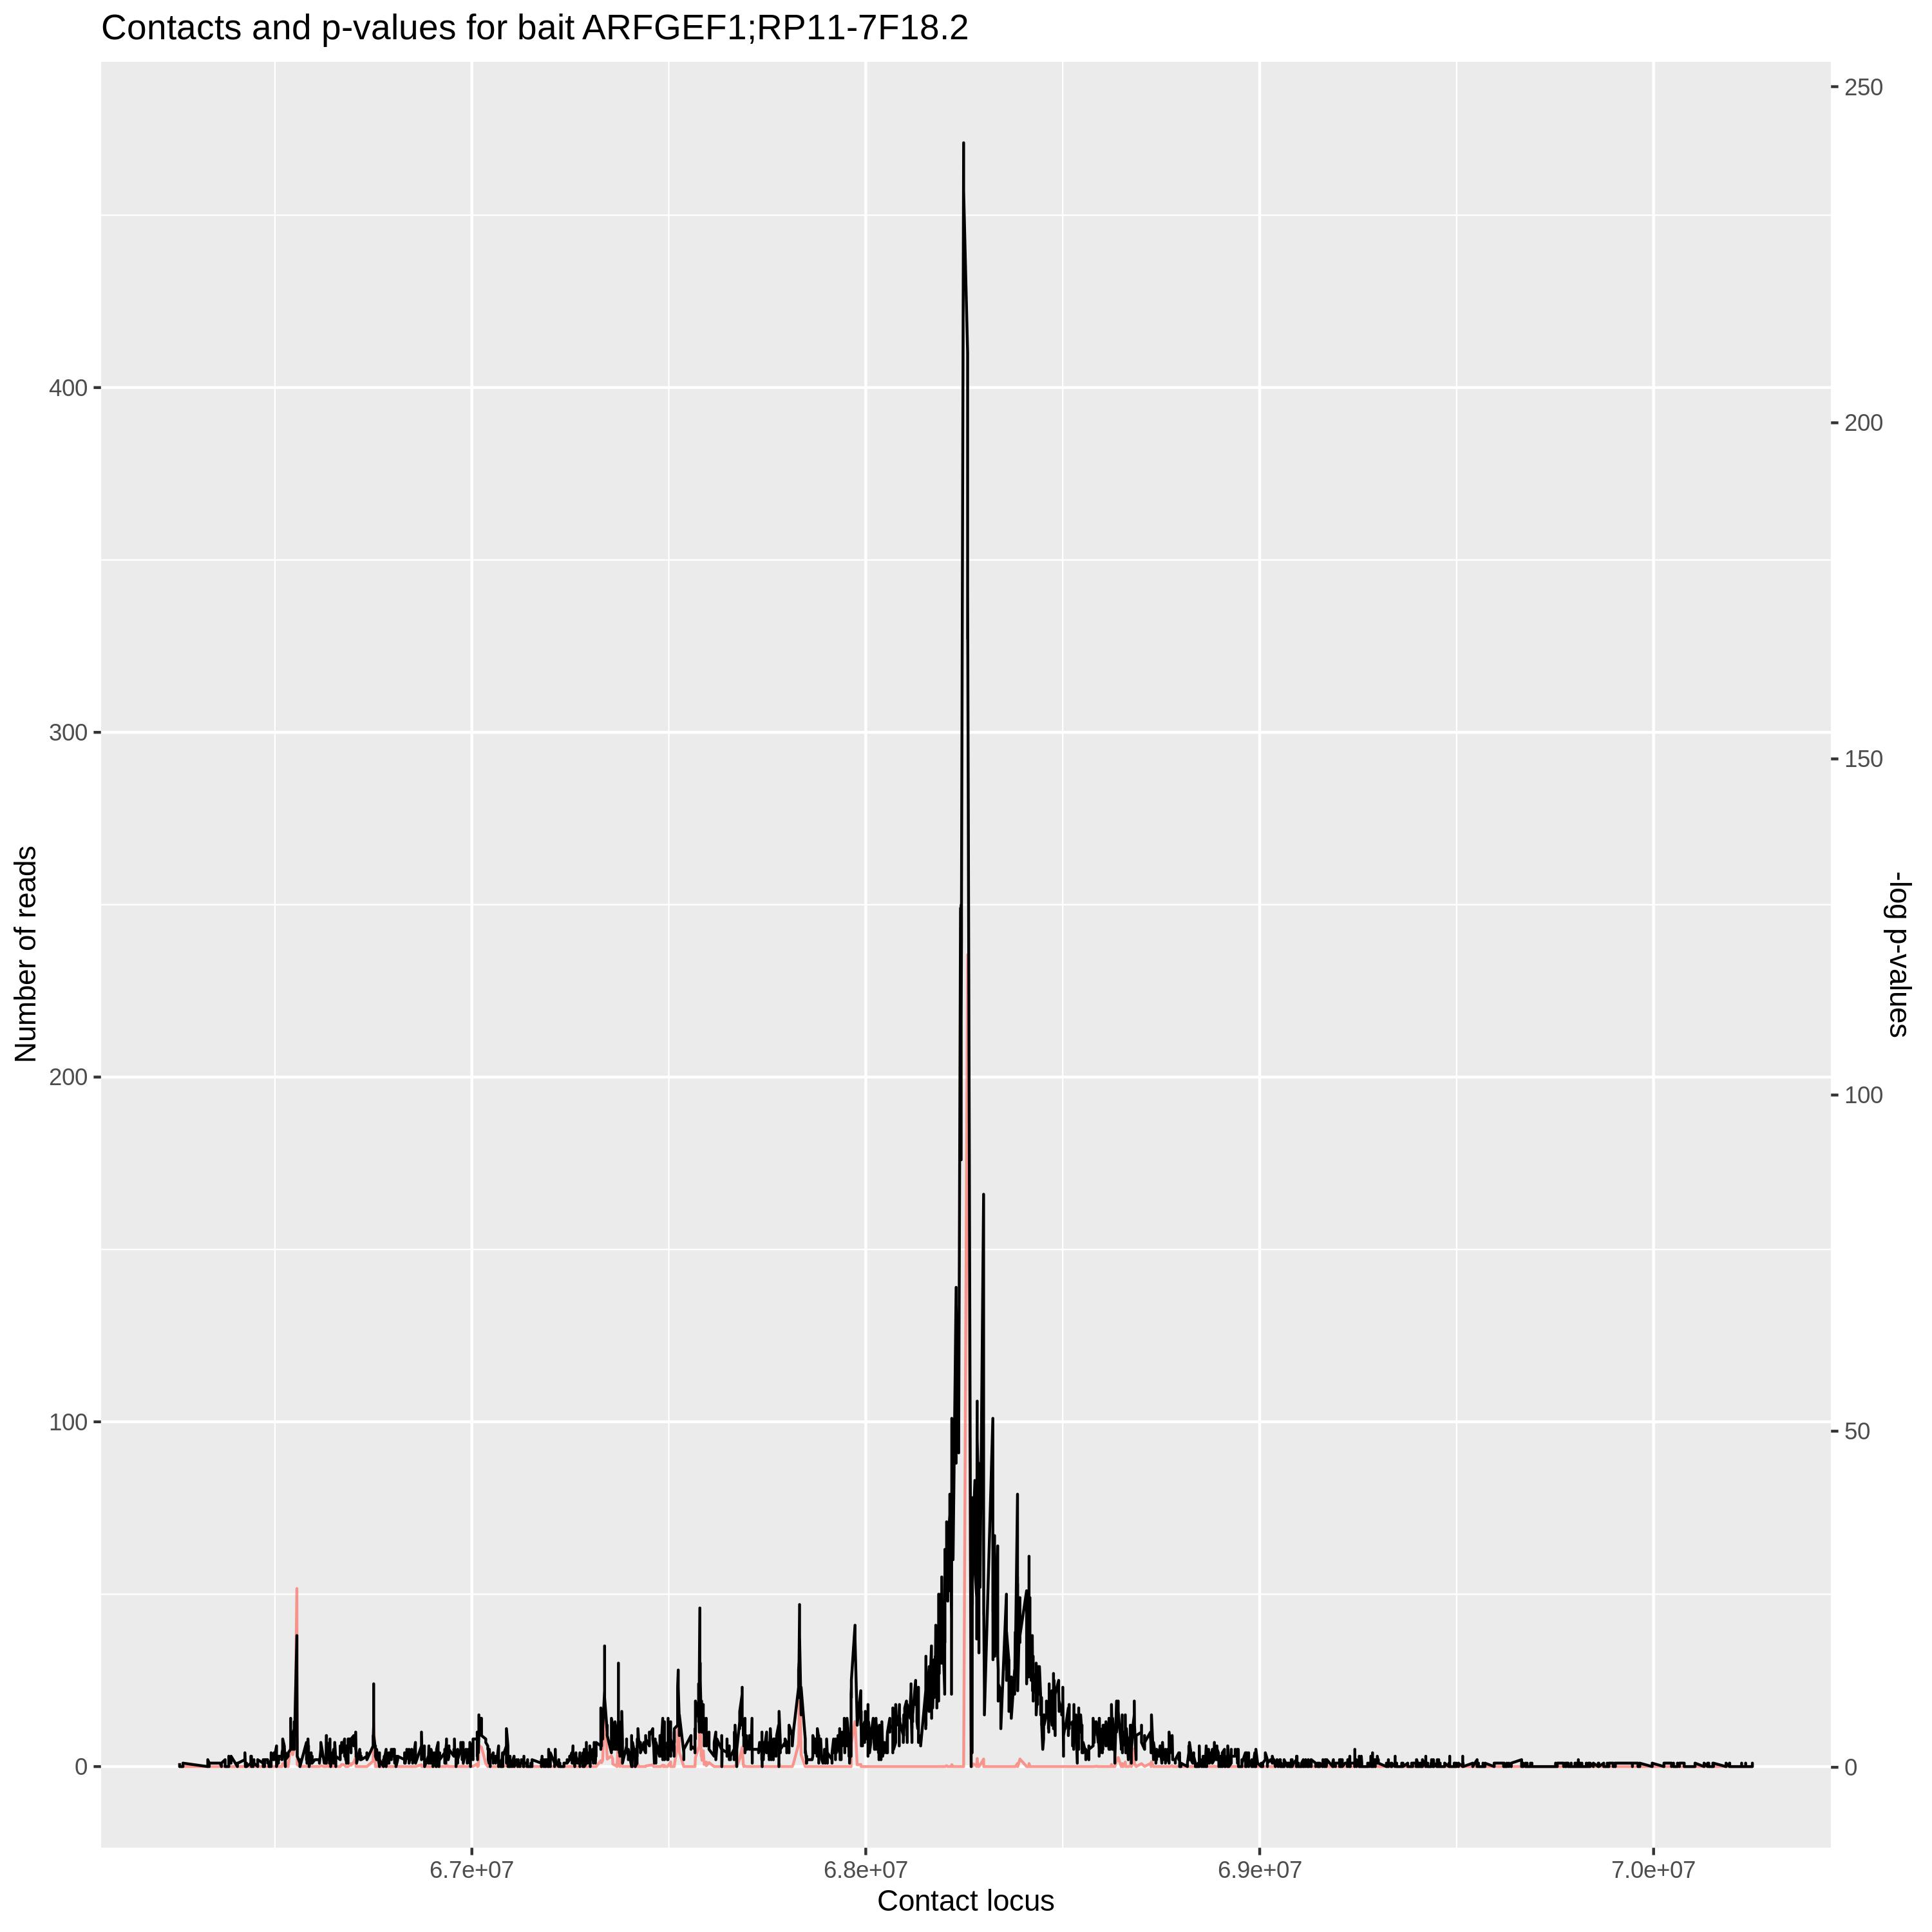 Contacts and p-values for bait ARFGEF1;RP11-7F18.2
250
400
200
300
150
Number of reads
-log p-values
200
100
100
50
0
0
6.7e+07
6.8e+07
6.9e+07
7.0e+07
Contact locus